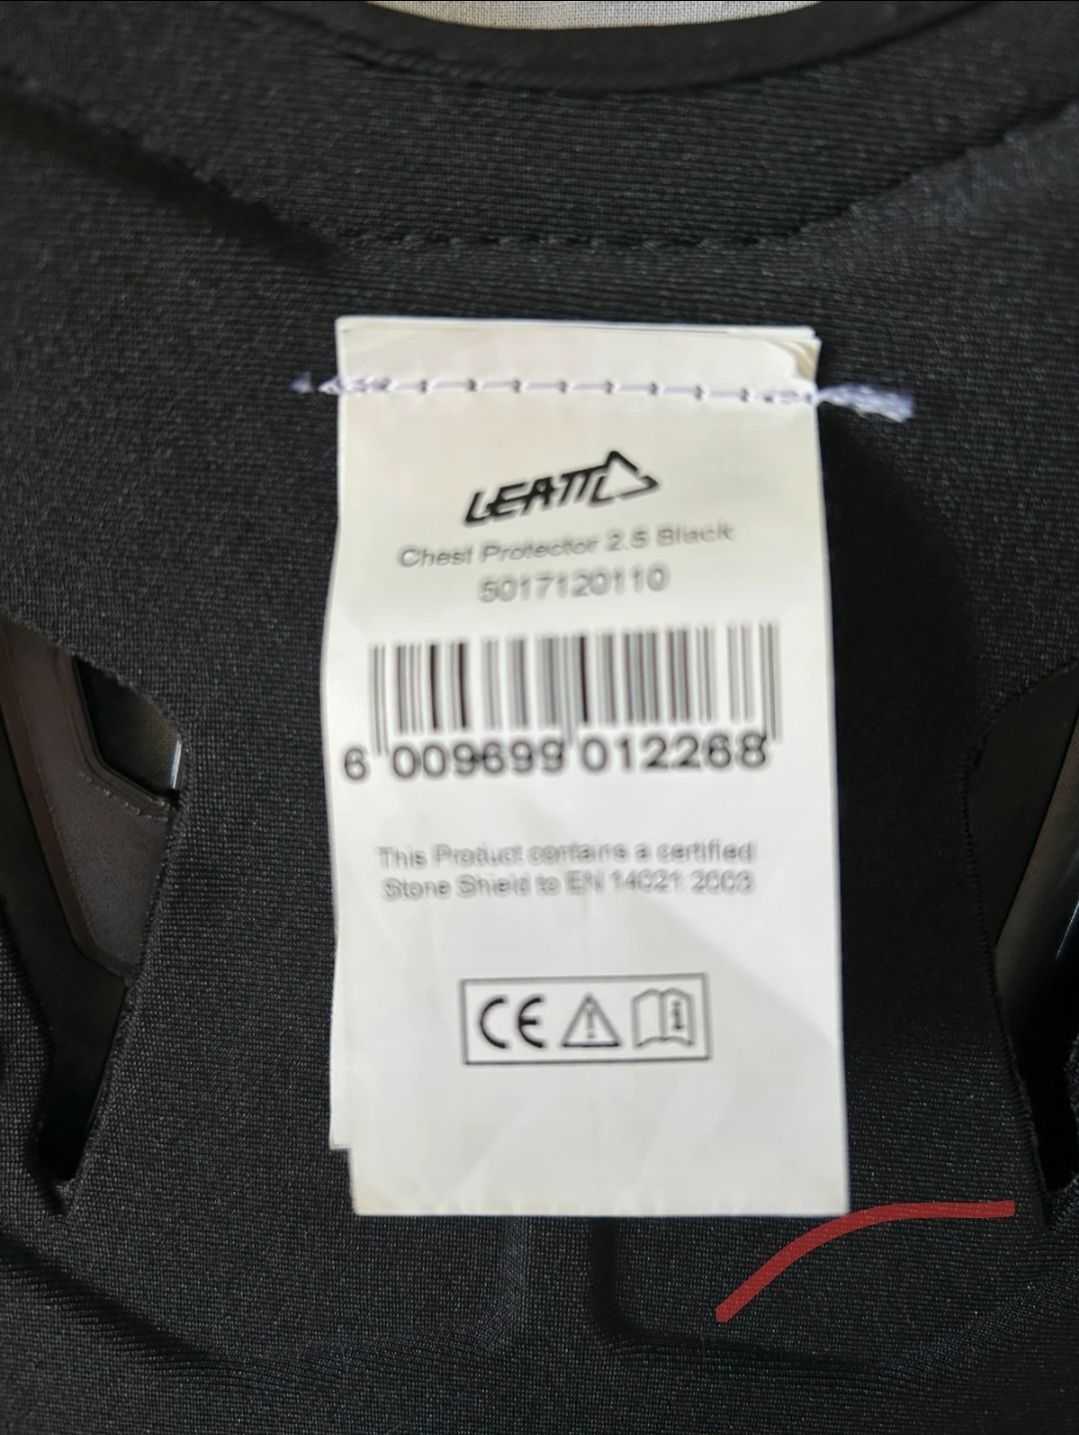 LEATT
Chest Protector 2.5 Black
5017120110
6 009699 012268
This Product contains a certified
Stone Shield to EN 14021:2003
CE